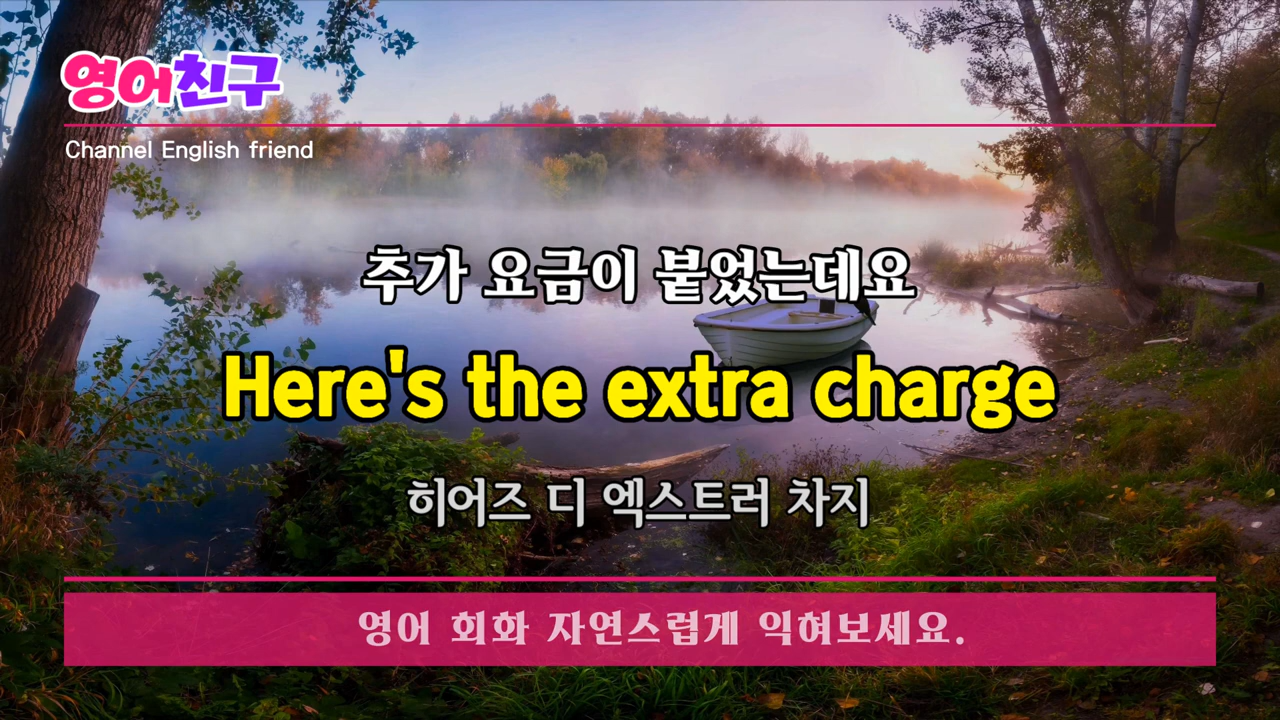 영어친구
Channel English friend
추가 요금이 붙었는데요
Here's the extra charge
히어즈 디 엑스트러 차지
영어 회화 자연스럽게 익혀보세요.